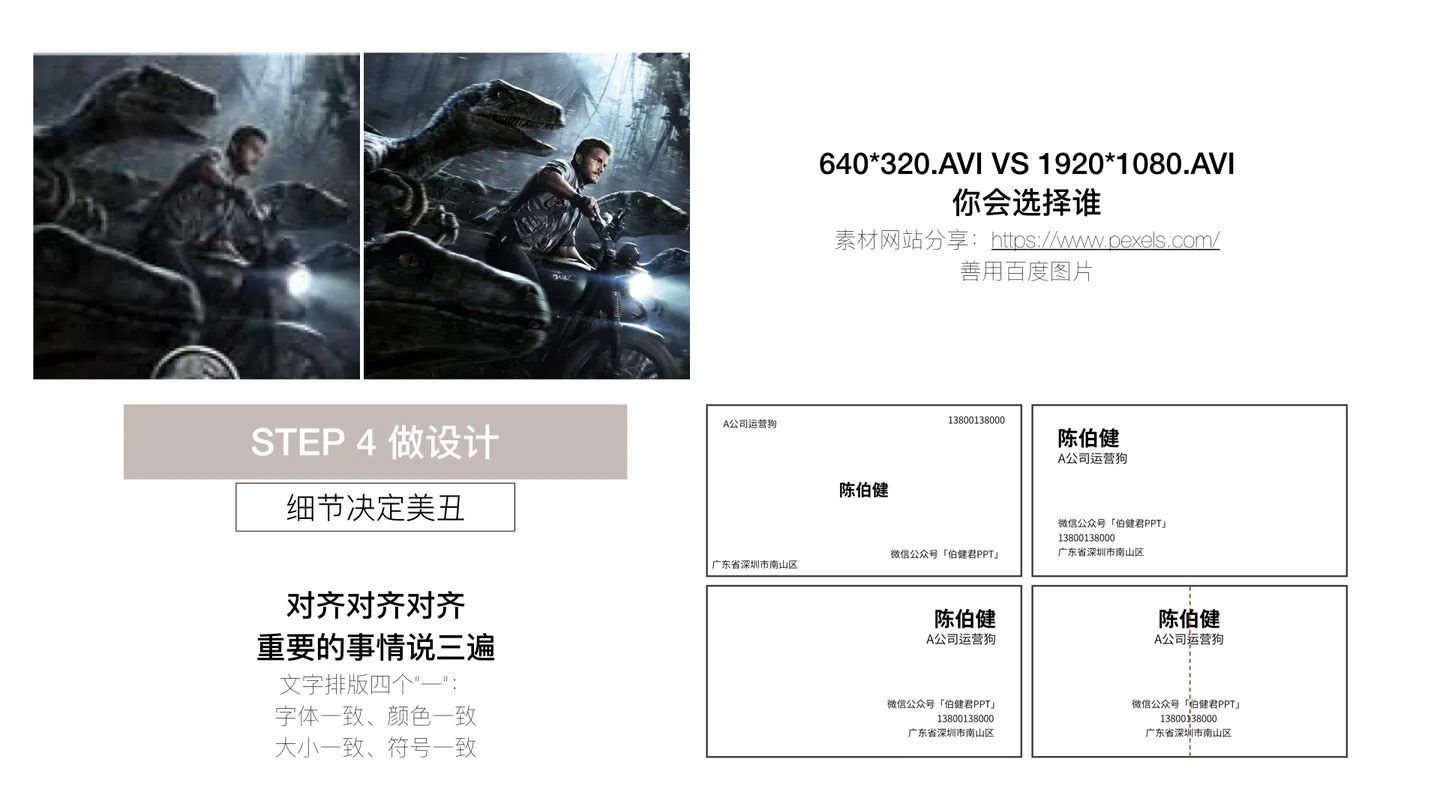 640*320.AVI VS 1920*1080.AVI
你会选择谁
素材网站分享：https://www.pexels.com/
善用百度图片
STEP 4 做设计
细节决定美丑
对齐对齐对齐
重要的事情说三遍
文字排版四个“一”：
字体一致、颜色一致
大小一致、符号一致
A公司运营狗
13800138000
陈伯健
微信公众号「伯健君PPT」
广东省深圳市南山区
陈伯健
A公司运营狗
微信公众号「伯健君PPT」
13800138000
广东省深圳市南山区
陈伯健
A公司运营狗
微信公众号「伯健君PPT」
13800138000
广东省深圳市南山区
陈伯健
A公司运营狗
微信公众号「伯健君PPT」
13800138000
广东省深圳市南山区